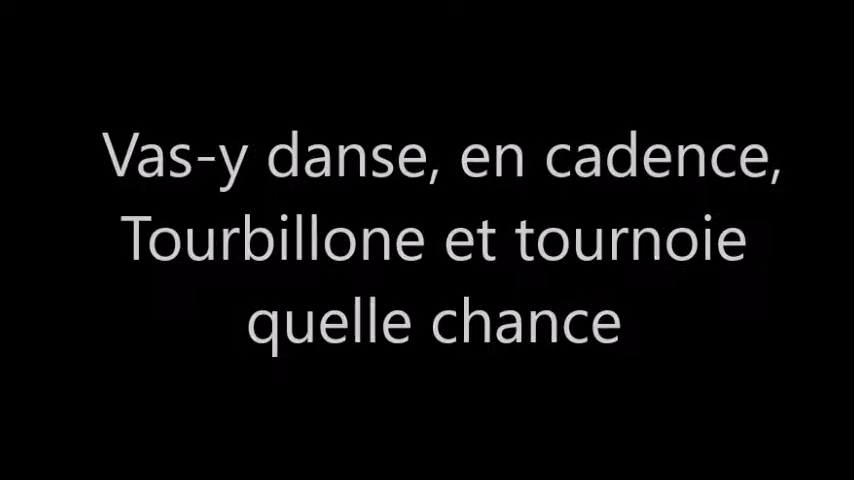 Vas-y danse, en cadence,
Tourbillone et tournoie
quelle chance